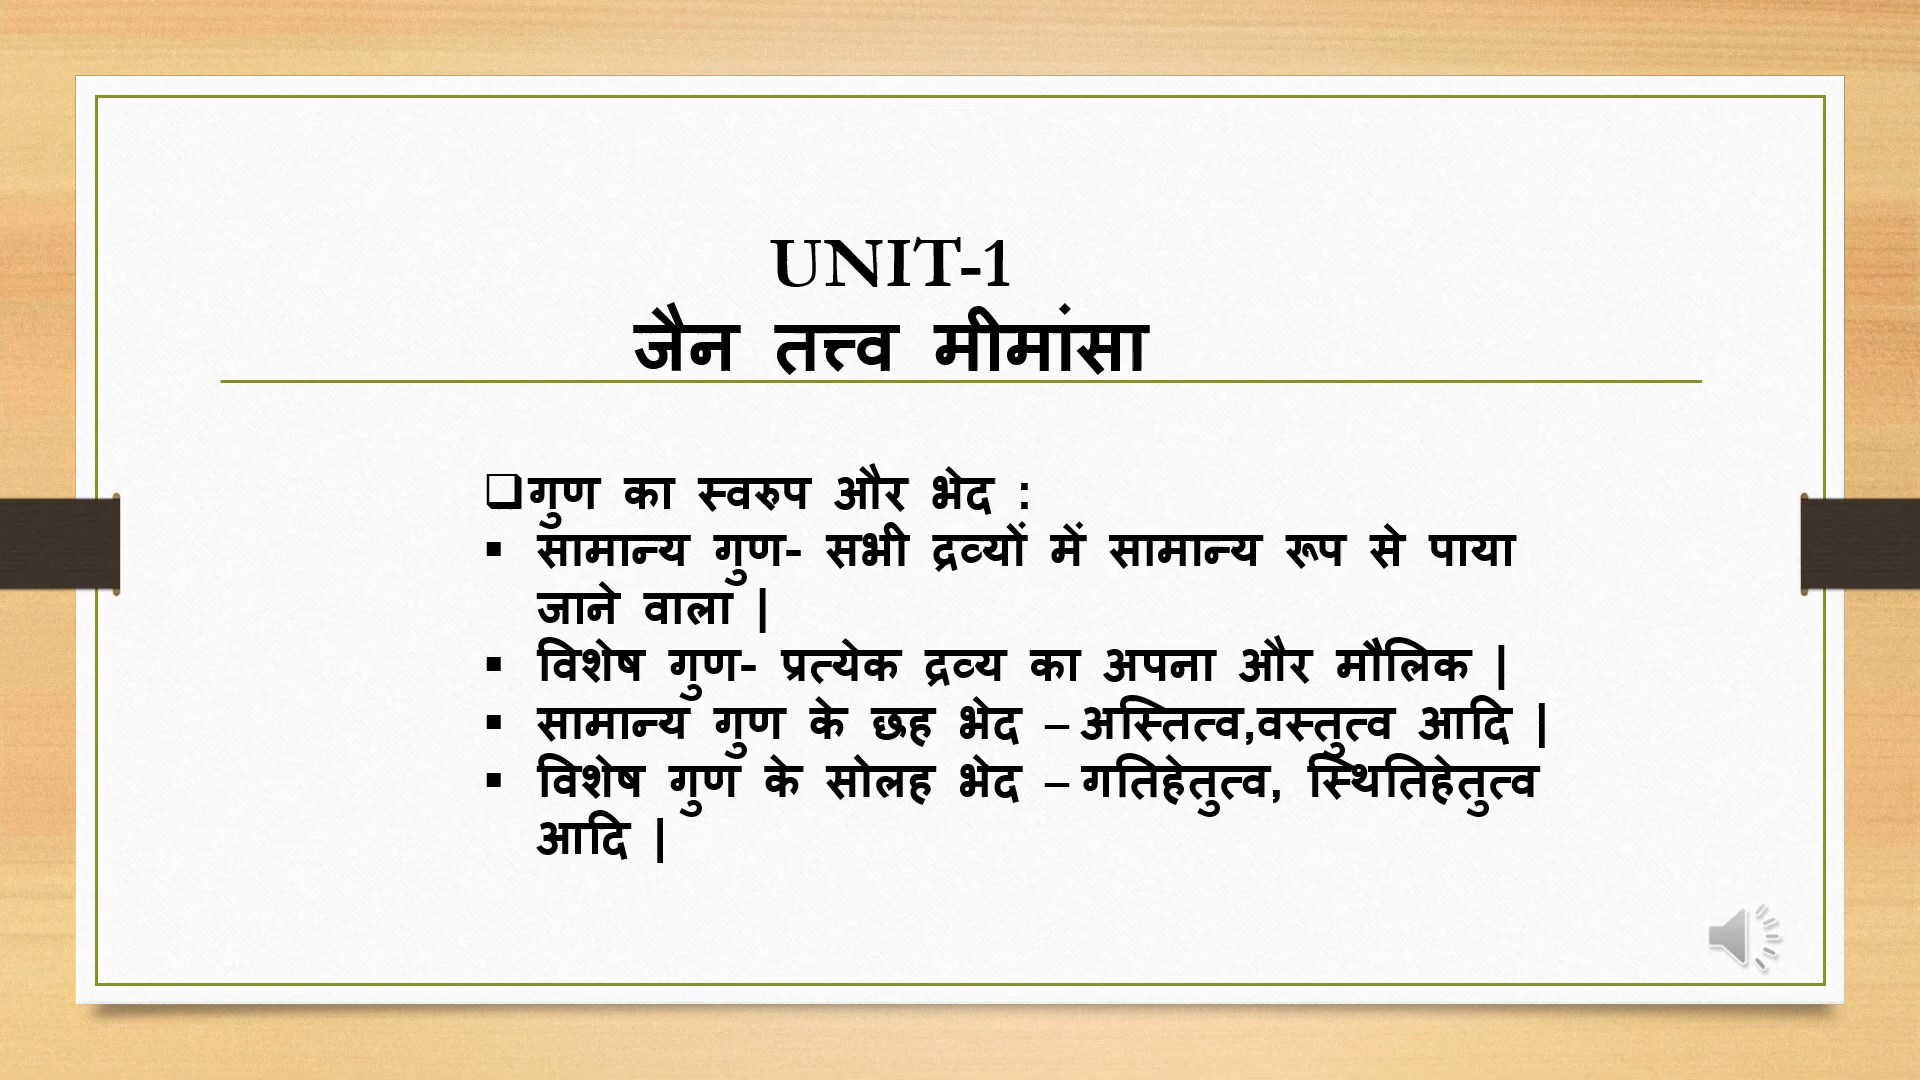 UNIT-1
जैन तत्त्व मीमांसा
❑गुण का स्वरुप और भेद :
▪ सामान्य गुण- सभी द्रव्यों में सामान्य रूप से पाया
जाने वाला |
▪ विशेष गुण- प्रत्येक द्रव्य का अपना और मौलिक |
▪ सामान्य गुण के छह भेद – अस्तित्व,वस्तुत्व आदि |
▪ विशेष गुण के सोलह भेद – गतिहेतुत्व, स्थितिहेतुत्व
आदि |